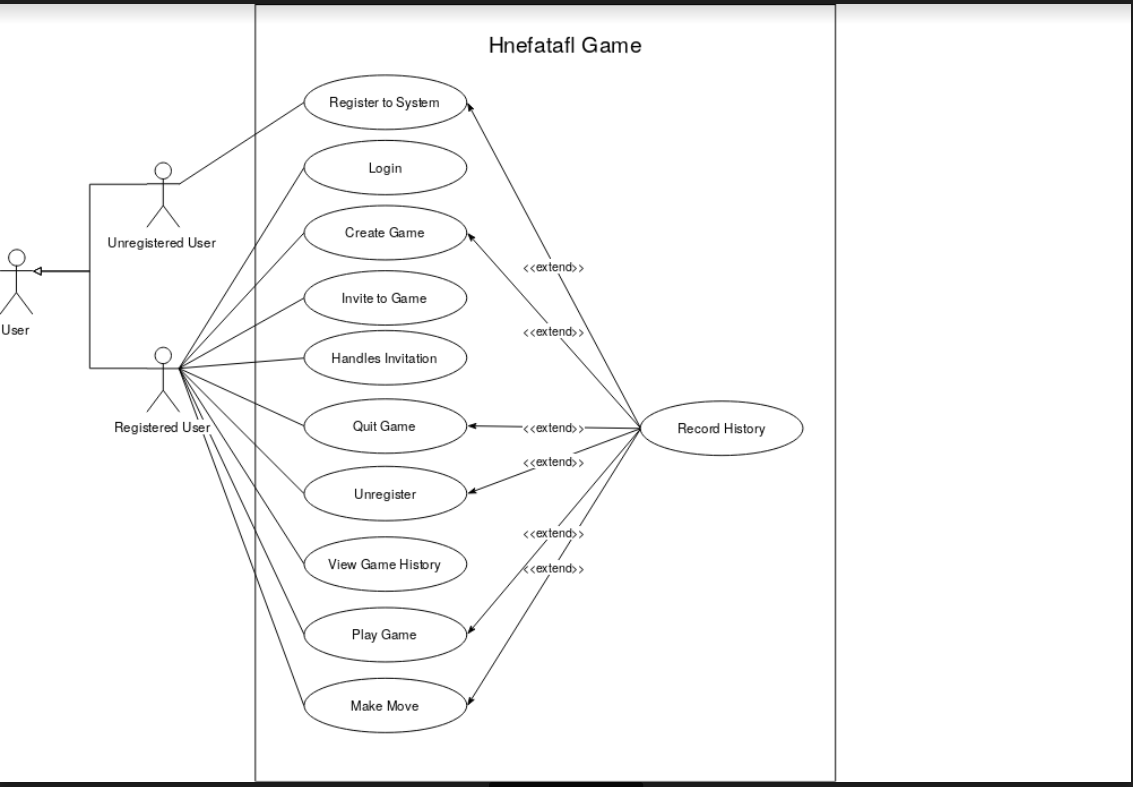 Hnefatafl Game
Register to System
Login
Unregistered User
Create Game
<<extend>>
Invite to Game
User
<<extend>>
Handles Invitation
Registered User
Quit Game
<<extend>>
Record History
<<extend>>
Unregister
<<extend>>
View Game History
<<extend>>
Play Game
Make Move